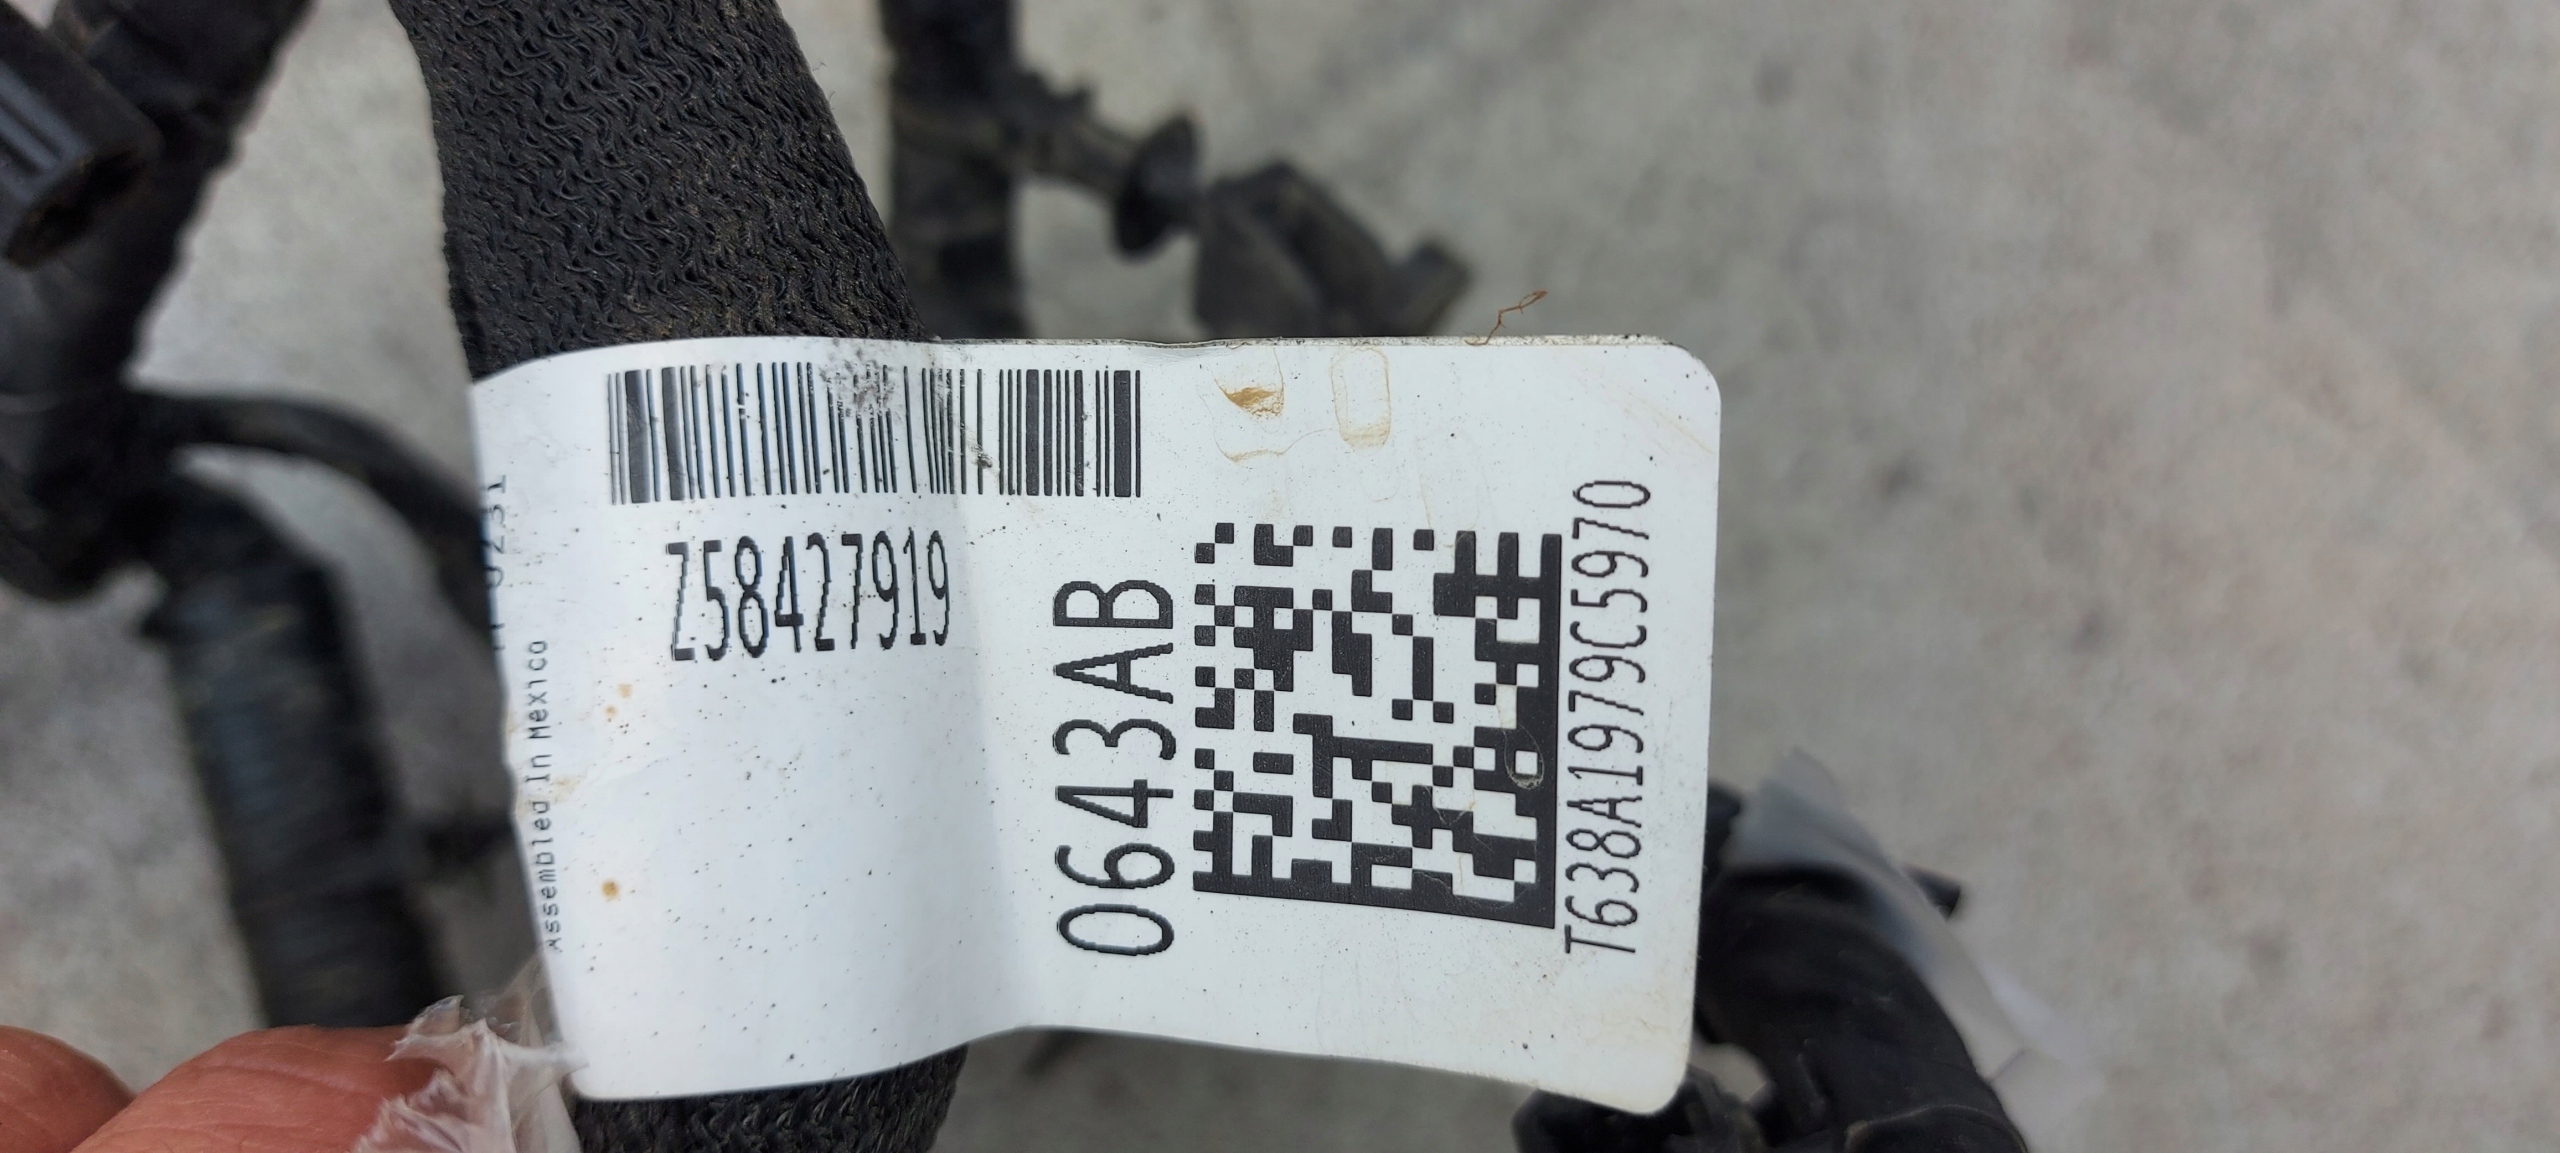 Z58427919
0643AB
T638A1979C5970
Assembled In Mexico